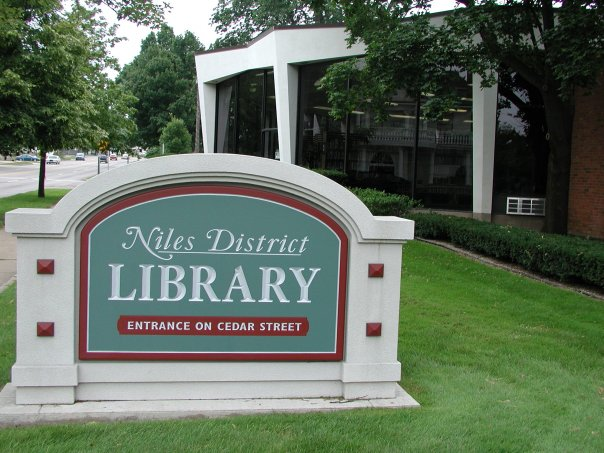 Niles District
LIBRARY
ENTRANCE ON CEDAR STREET